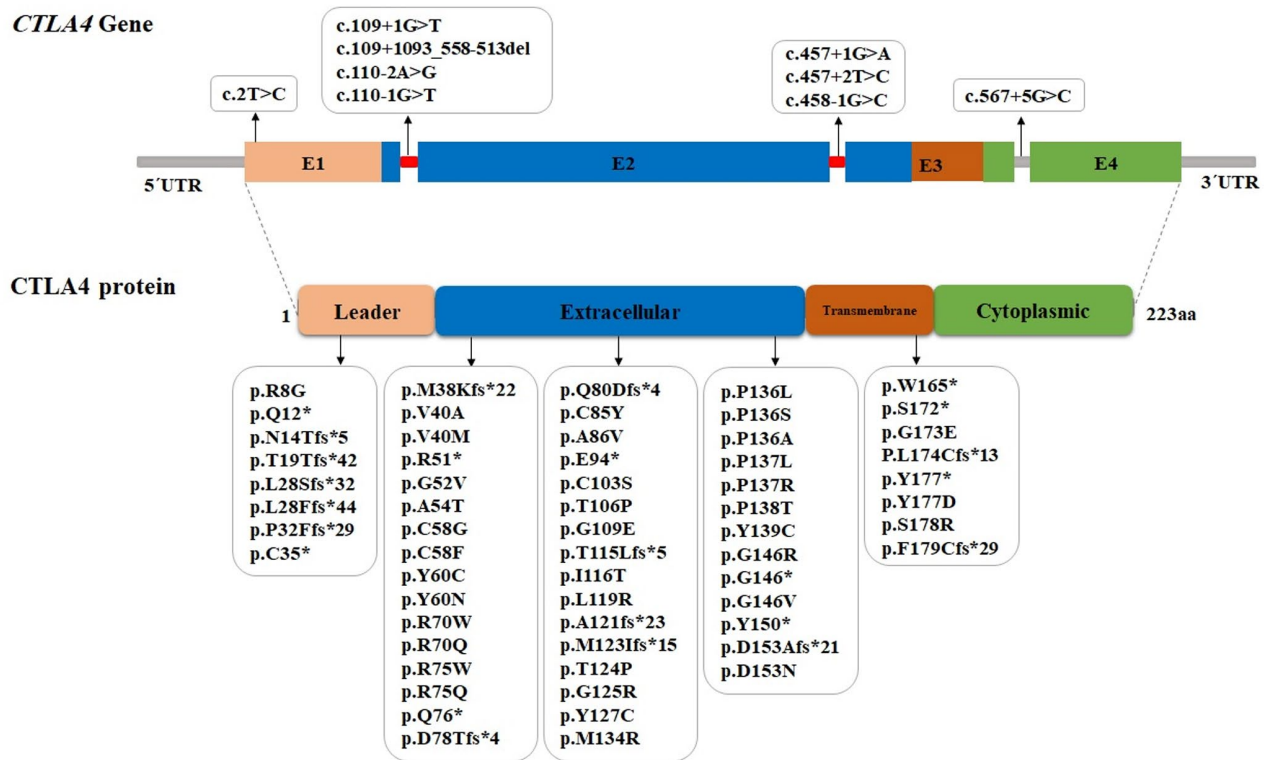 CTLA4 Gene
c.2T>C
c.109+1G>T
c.109+1093_558-513del
c.110-2A>G
c.110-1G>T
c.457+1G>A
c.457+2T>C
c.458-1G>C
c.567+5G>C
5´UTR
E1
E2
E3
E4
3´UTR
CTLA4 protein
1
Leader
Extracellular
Transmembrane
Cytoplasmic
223aa
p.R8G
p.Q12*
p.N14Tfs*5
p.T19Tfs*42
p.L28Sfs*32
p.L28Ffs*44
p.P32Ffs*29
p.C35*
p.M38Kfs*22
p.V40A
p.V40M
p.R51*
p.G52V
p.A54T
p.C58G
p.C58F
p.Y60C
p.Y60N
p.R70W
p.R70Q
p.R75W
p.R75Q
p.Q76*
p.D78Tfs*4
p.Q80Dfs*4
p.C85Y
p.A86V
p.E94*
p.C103S
p.T106P
p.G109E
p.T115Lfs*5
p.I116T
p.L119R
p.A121fs*23
p.M123Ifs*15
p.T124P
p.G125R
p.Y127C
p.M134R
p.P136L
p.P136S
p.P136A
p.P137L
p.P137R
p.P138T
p.Y139C
p.G146R
p.G146*
p.G146V
p.Y150*
p.D153Afs*21
p.D153N
p.W165*
p.S172*
p.G173E
P.L174Cfs*13
p.Y177*
p.Y177D
p.S178R
p.F179Cfs*29